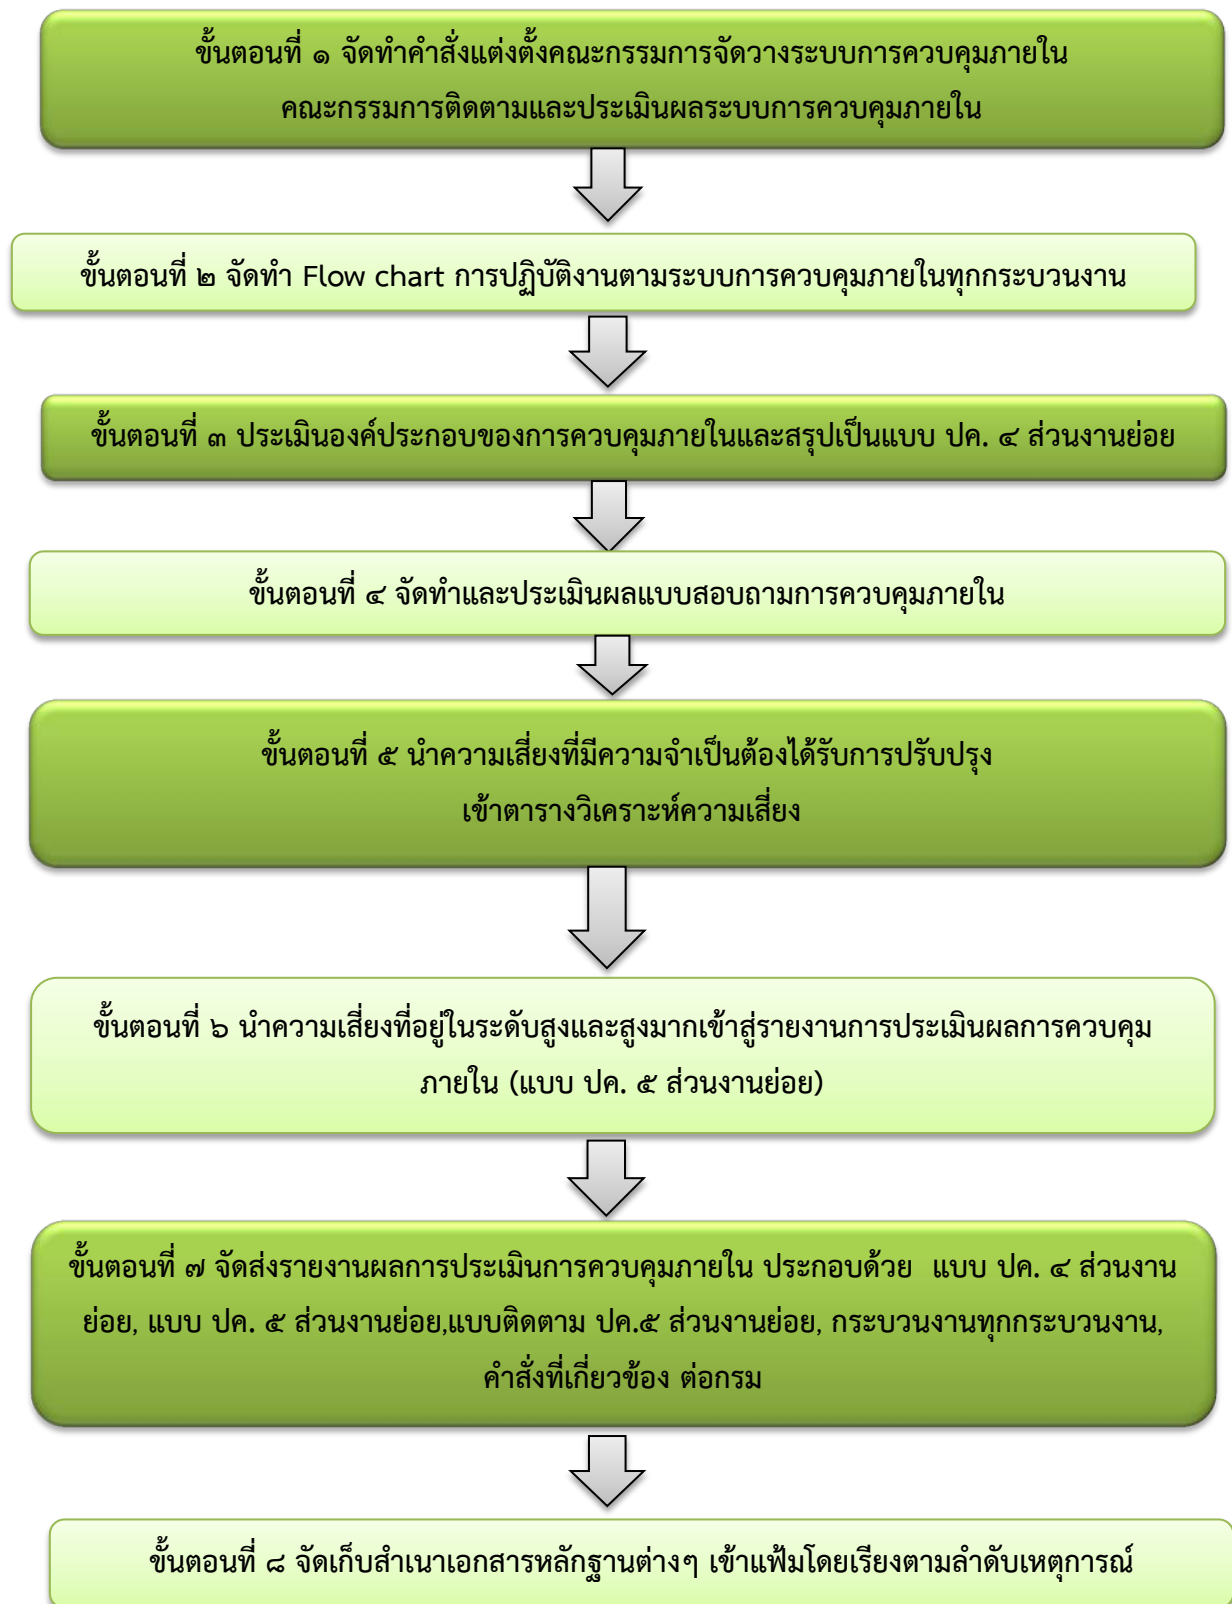 ขั้นตอนที่ ๑ จัดทำคำสั่งแต่งตั้งคณะกรรมการจัดวางระบบการควบคุมภายใน
คณะกรรมการติดตามและประเมินผลระบบการควบคุมภายใน
ขั้นตอนที่ ๒ จัดทำ Flow chart การปฏิบัติงานตามระบบการควบคุมภายในทุกกระบวนงาน
ขั้นตอนที่ ๓ ประเมินองค์ประกอบของการควบคุมภายในและสรุปเป็นแบบ ปค. ๔ ส่วนงานย่อย
ขั้นตอนที่ ๔ จัดทำและประเมินผลแบบสอบถามการควบคุมภายใน
ขั้นตอนที่ ๕ นำความเสี่ยงที่มีความจำเป็นต้องได้รับการปรับปรุง
เข้าตารางวิเคราะห์ความเสี่ยง
ขั้นตอนที่ ๖ นำความเสี่ยงที่อยู่ในระดับสูงและสูงมากเข้าสู่รายงานการประเมินผลการควบคุม
ภายใน (แบบ ปค. ๕ ส่วนงานย่อย)
ขั้นตอนที่ ๗ จัดส่งรายงานผลการประเมินการควบคุมภายใน ประกอบด้วย แบบ ปค. ๔ ส่วนงาน
ย่อย, แบบ ปค. ๕ ส่วนงานย่อย,แบบติดตาม ปค.๕ ส่วนงานย่อย, กระบวนงานทุกกระบวนงาน,
คำสั่งที่เกี่ยวข้อง ต่อกรม
ขั้นตอนที่ ๘ จัดเก็บสำเนาเอกสารหลักฐานต่างๆ เข้าแฟ้มโดยเรียงตามลำดับเหตุการณ์